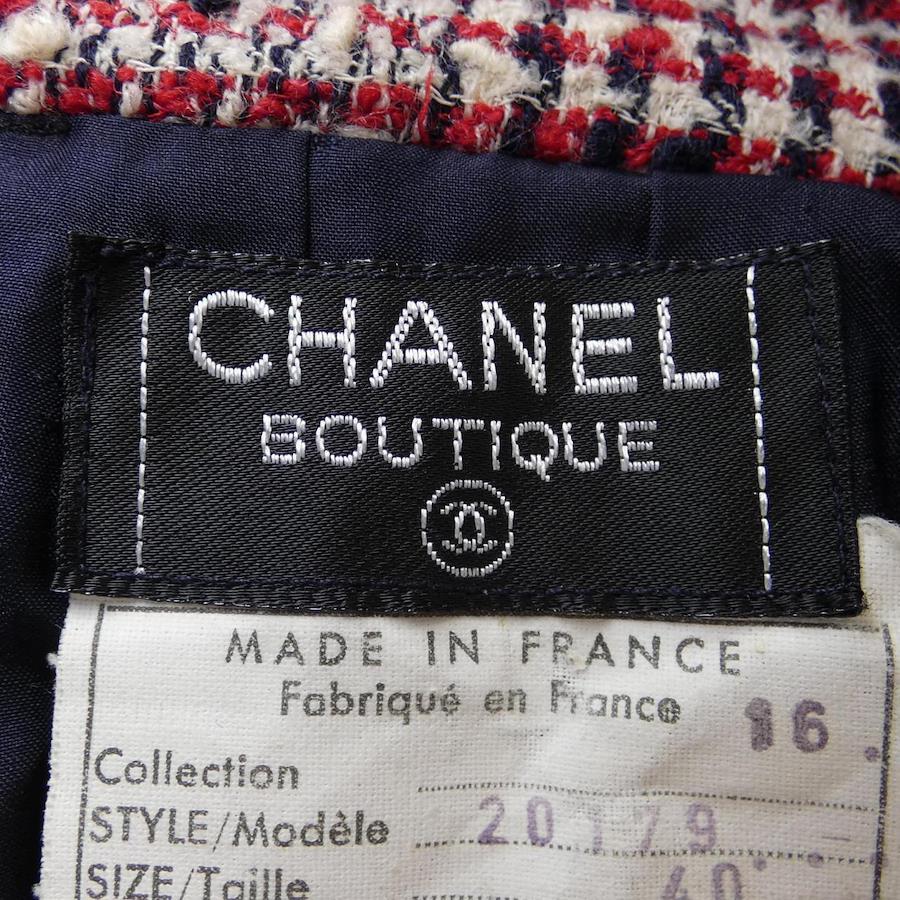 CHANEL
BOUTIQUE
MADE IN FRANCE
Fabriqué en France
Collection 16
STYLE/Modèle 20179
SIZE/Taille 40